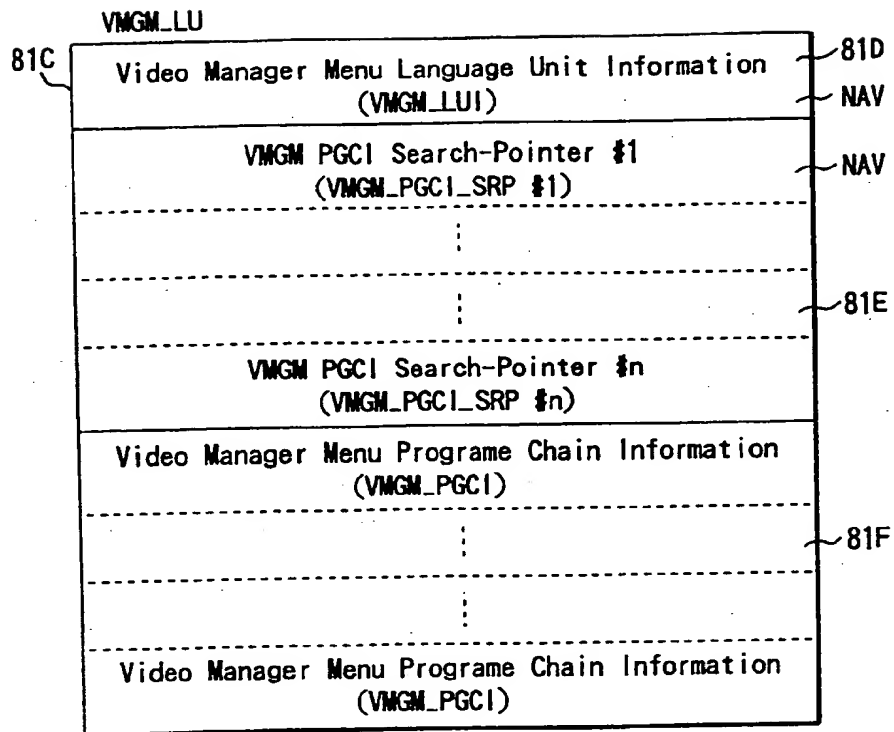 VMGM_LU
81C
Video Manager Menu Language Unit Information
(VMGM_LUI)
81D
NAV
VMGM PGCI Search-Pointer #1
(VMGM_PGCI_SRP #1)
NAV
81E
VMGM PGCI Search-Pointer #n
(VMGM_PGCI_SRP #n)
Video Manager Menu Programe Chain Information
(VMGM_PGCI)
81F
Video Manager Menu Programe Chain Information
(VMGM_PGCI)